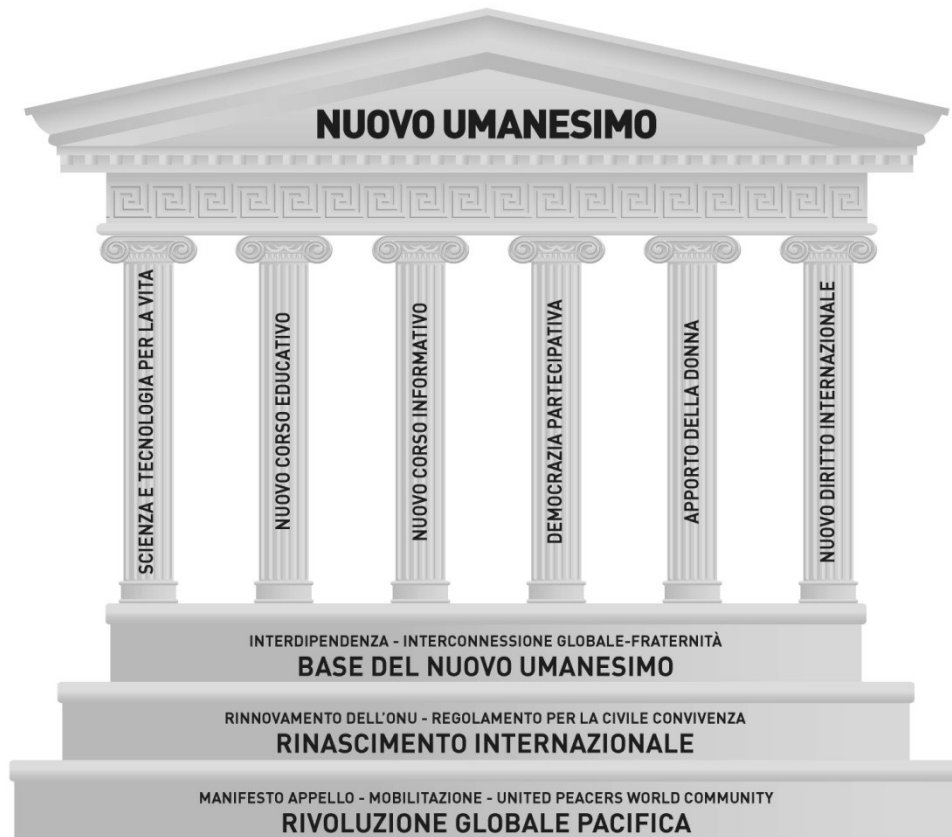 NUOVO UMANESIMO
SCIENZA E TECNOLOGIA PER LA VITA
NUOVO CORSO EDUCATIVO
NUOVO CORSO INFORMATIVO
DEMOCRAZIA PARTECIPATIVA
APPORTO DELLA DONNA
NUOVO DIRITTO INTERNAZIONALE
INTERDIPENDENZA - INTERCONNESSIONE GLOBALE-FRATERNITÀ
BASE DEL NUOVO UMANESIMO
RINNOVAMENTO DELL'ONU - REGOLAMENTO PER LA CIVILE CONVIVENZA
RINASCIMENTO INTERNAZIONALE
MANIFESTO APPELLO - MOBILITAZIONE - UNITED PEACERS WORLD COMMUNITY
RIVOLUZIONE GLOBALE PACIFICA